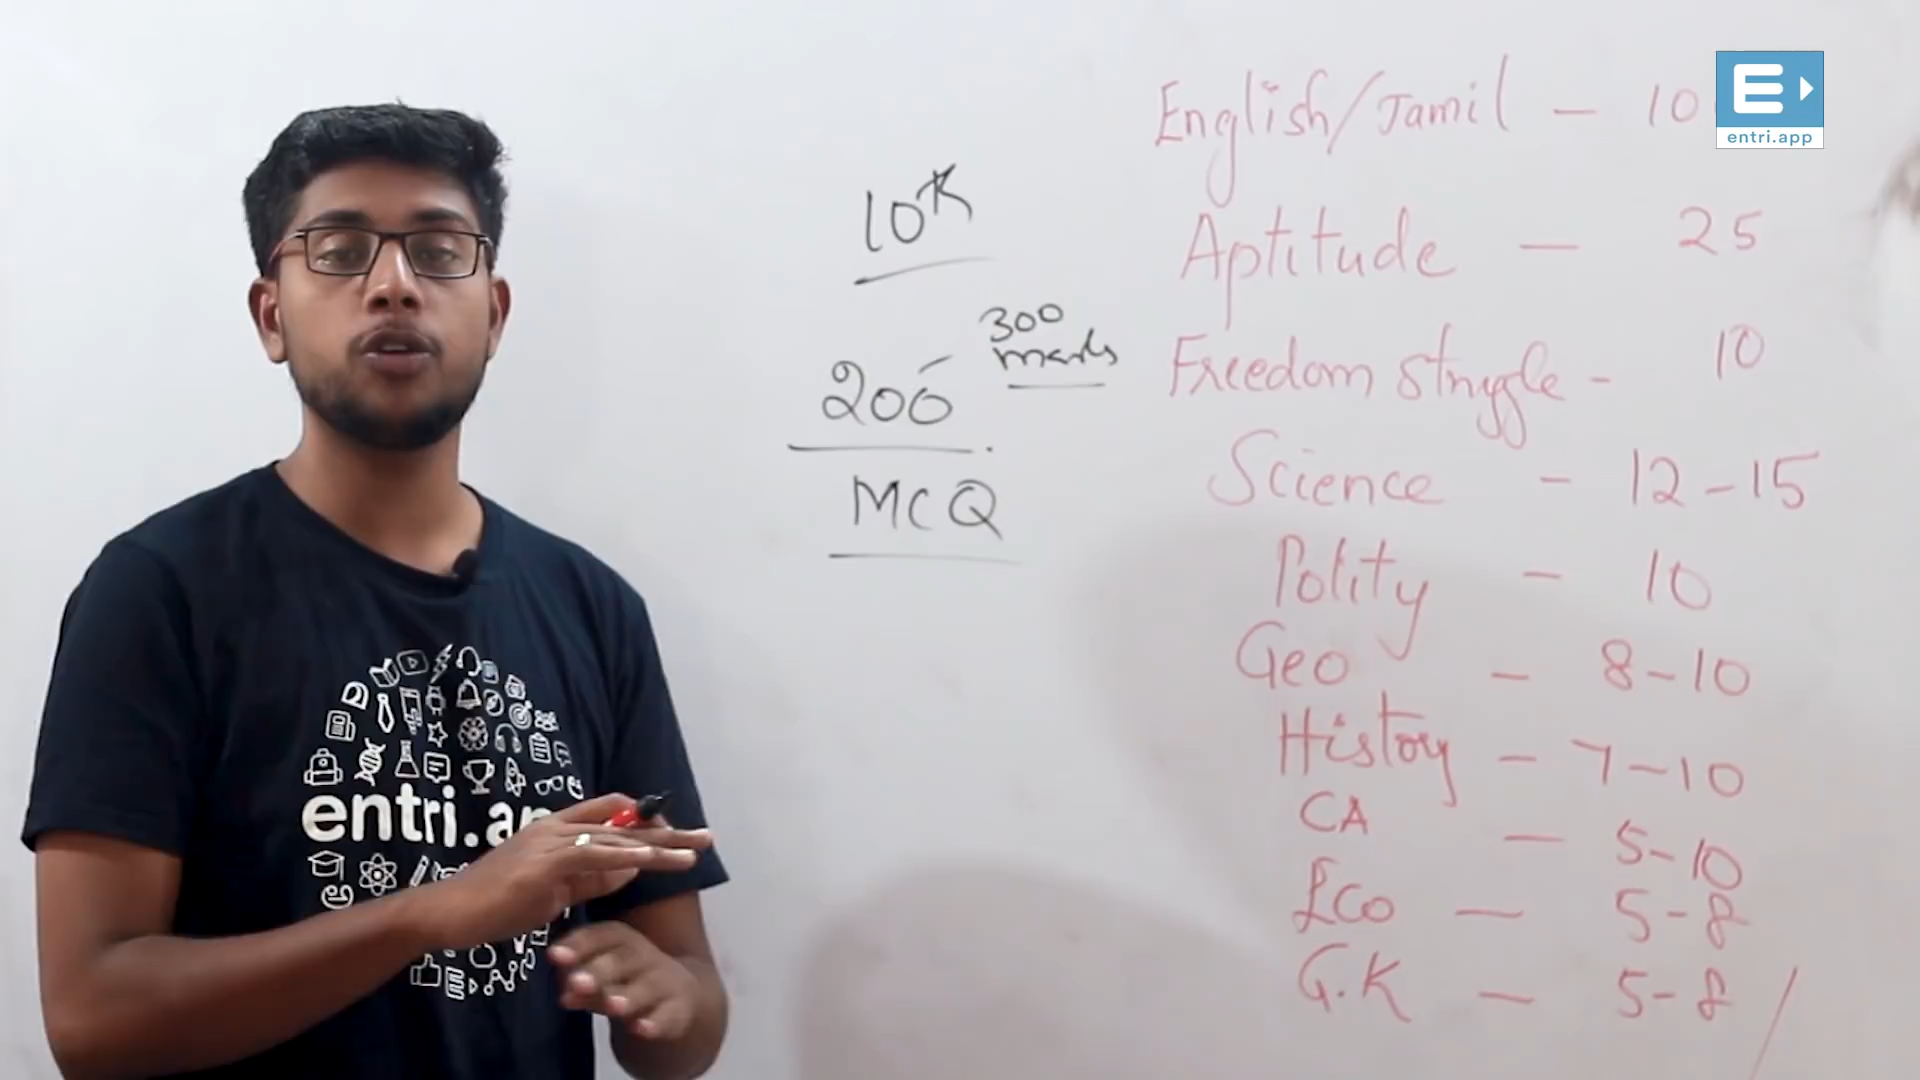 English/Tamil - 10
Aptitude - 25
Freedom struggle - 10
Science - 12-15
Polity - 10
Geo - 8-10
History - 7-10
CA - 5-10
Eco - 5-8
G.K - 5-8
10K
300
marks
200
MCQ
E
entri.app
entri.ap